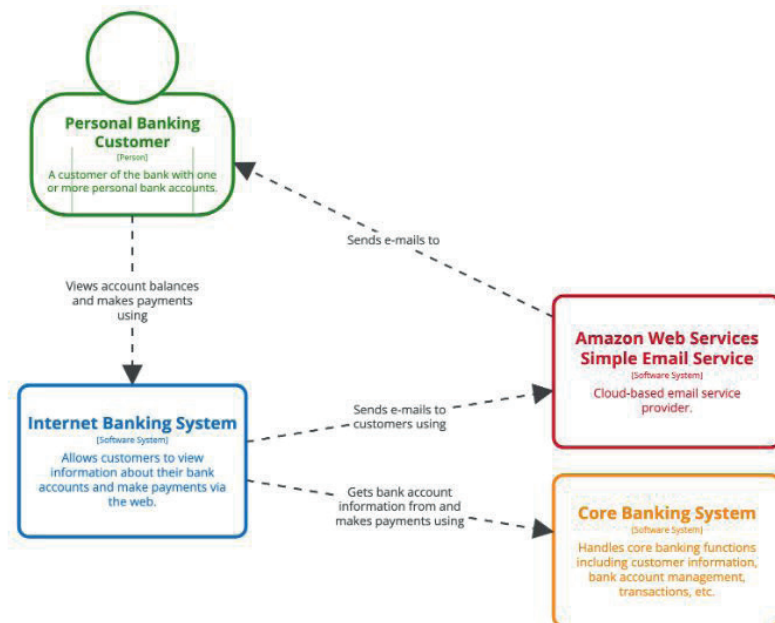 Personal Banking
Customer
[Person]
A customer of the bank with one
or more personal bank accounts.
Sends e-mails to
Views account balances
and makes payments
using
Amazon Web Services
Simple Email Service
[Software System]
Cloud-based email service
provider.
Internet Banking System
[Software System]
Allows customers to view
information about their bank
accounts and make payments via
the web.
Sends e-mails to
customers using
Gets bank account
information from and
makes payments using
Core Banking System
[Software System]
Handles core banking functions
including customer information,
bank account management,
transactions, etc.